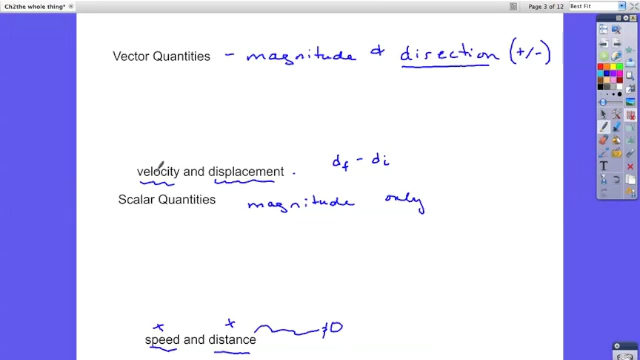 Ch2the whole thing*
Page 3 of 12
Best Fit
Vector Quantities - magnitude & direction (+/-)
velocity and displacement. df - di
Scalar Quantities magnitude only
speed and distance